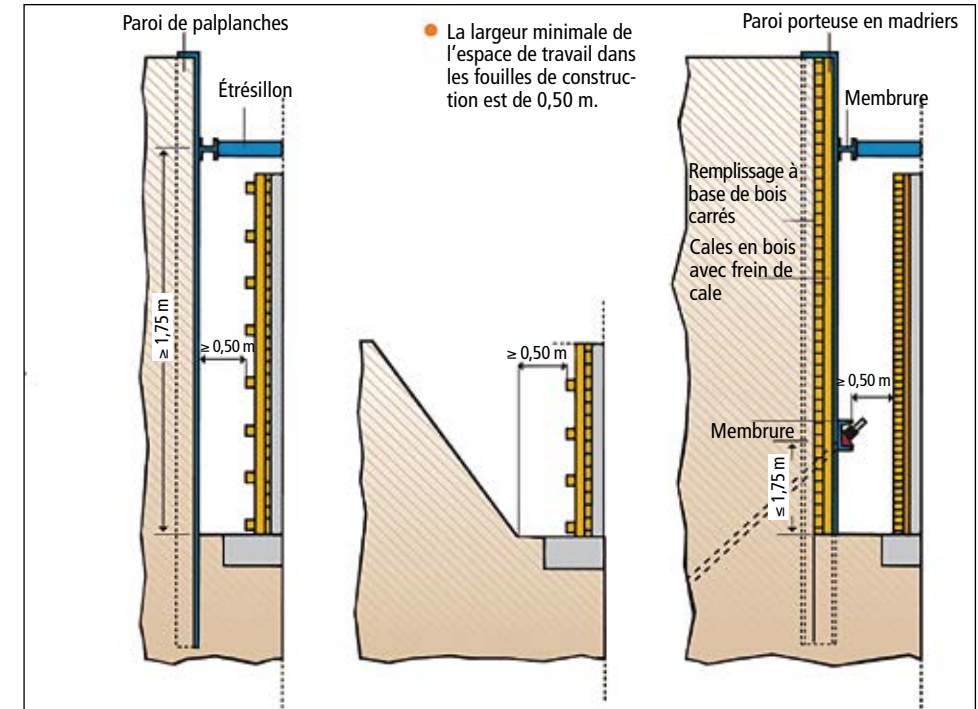 Paroi de palplanches
Étrésillon
≥ 1,75 m
≥ 0,50 m
● La largeur minimale de
l’espace de travail dans
les fouilles de construc-
tion est de 0,50 m.
≥ 0,50 m
Paroi porteuse en madriers
Membrure
Remplissage à
base de bois
carrés
Cales en bois
avec frein de
cale
≥ 0,50 m
Membrure
≤ 1,75 m